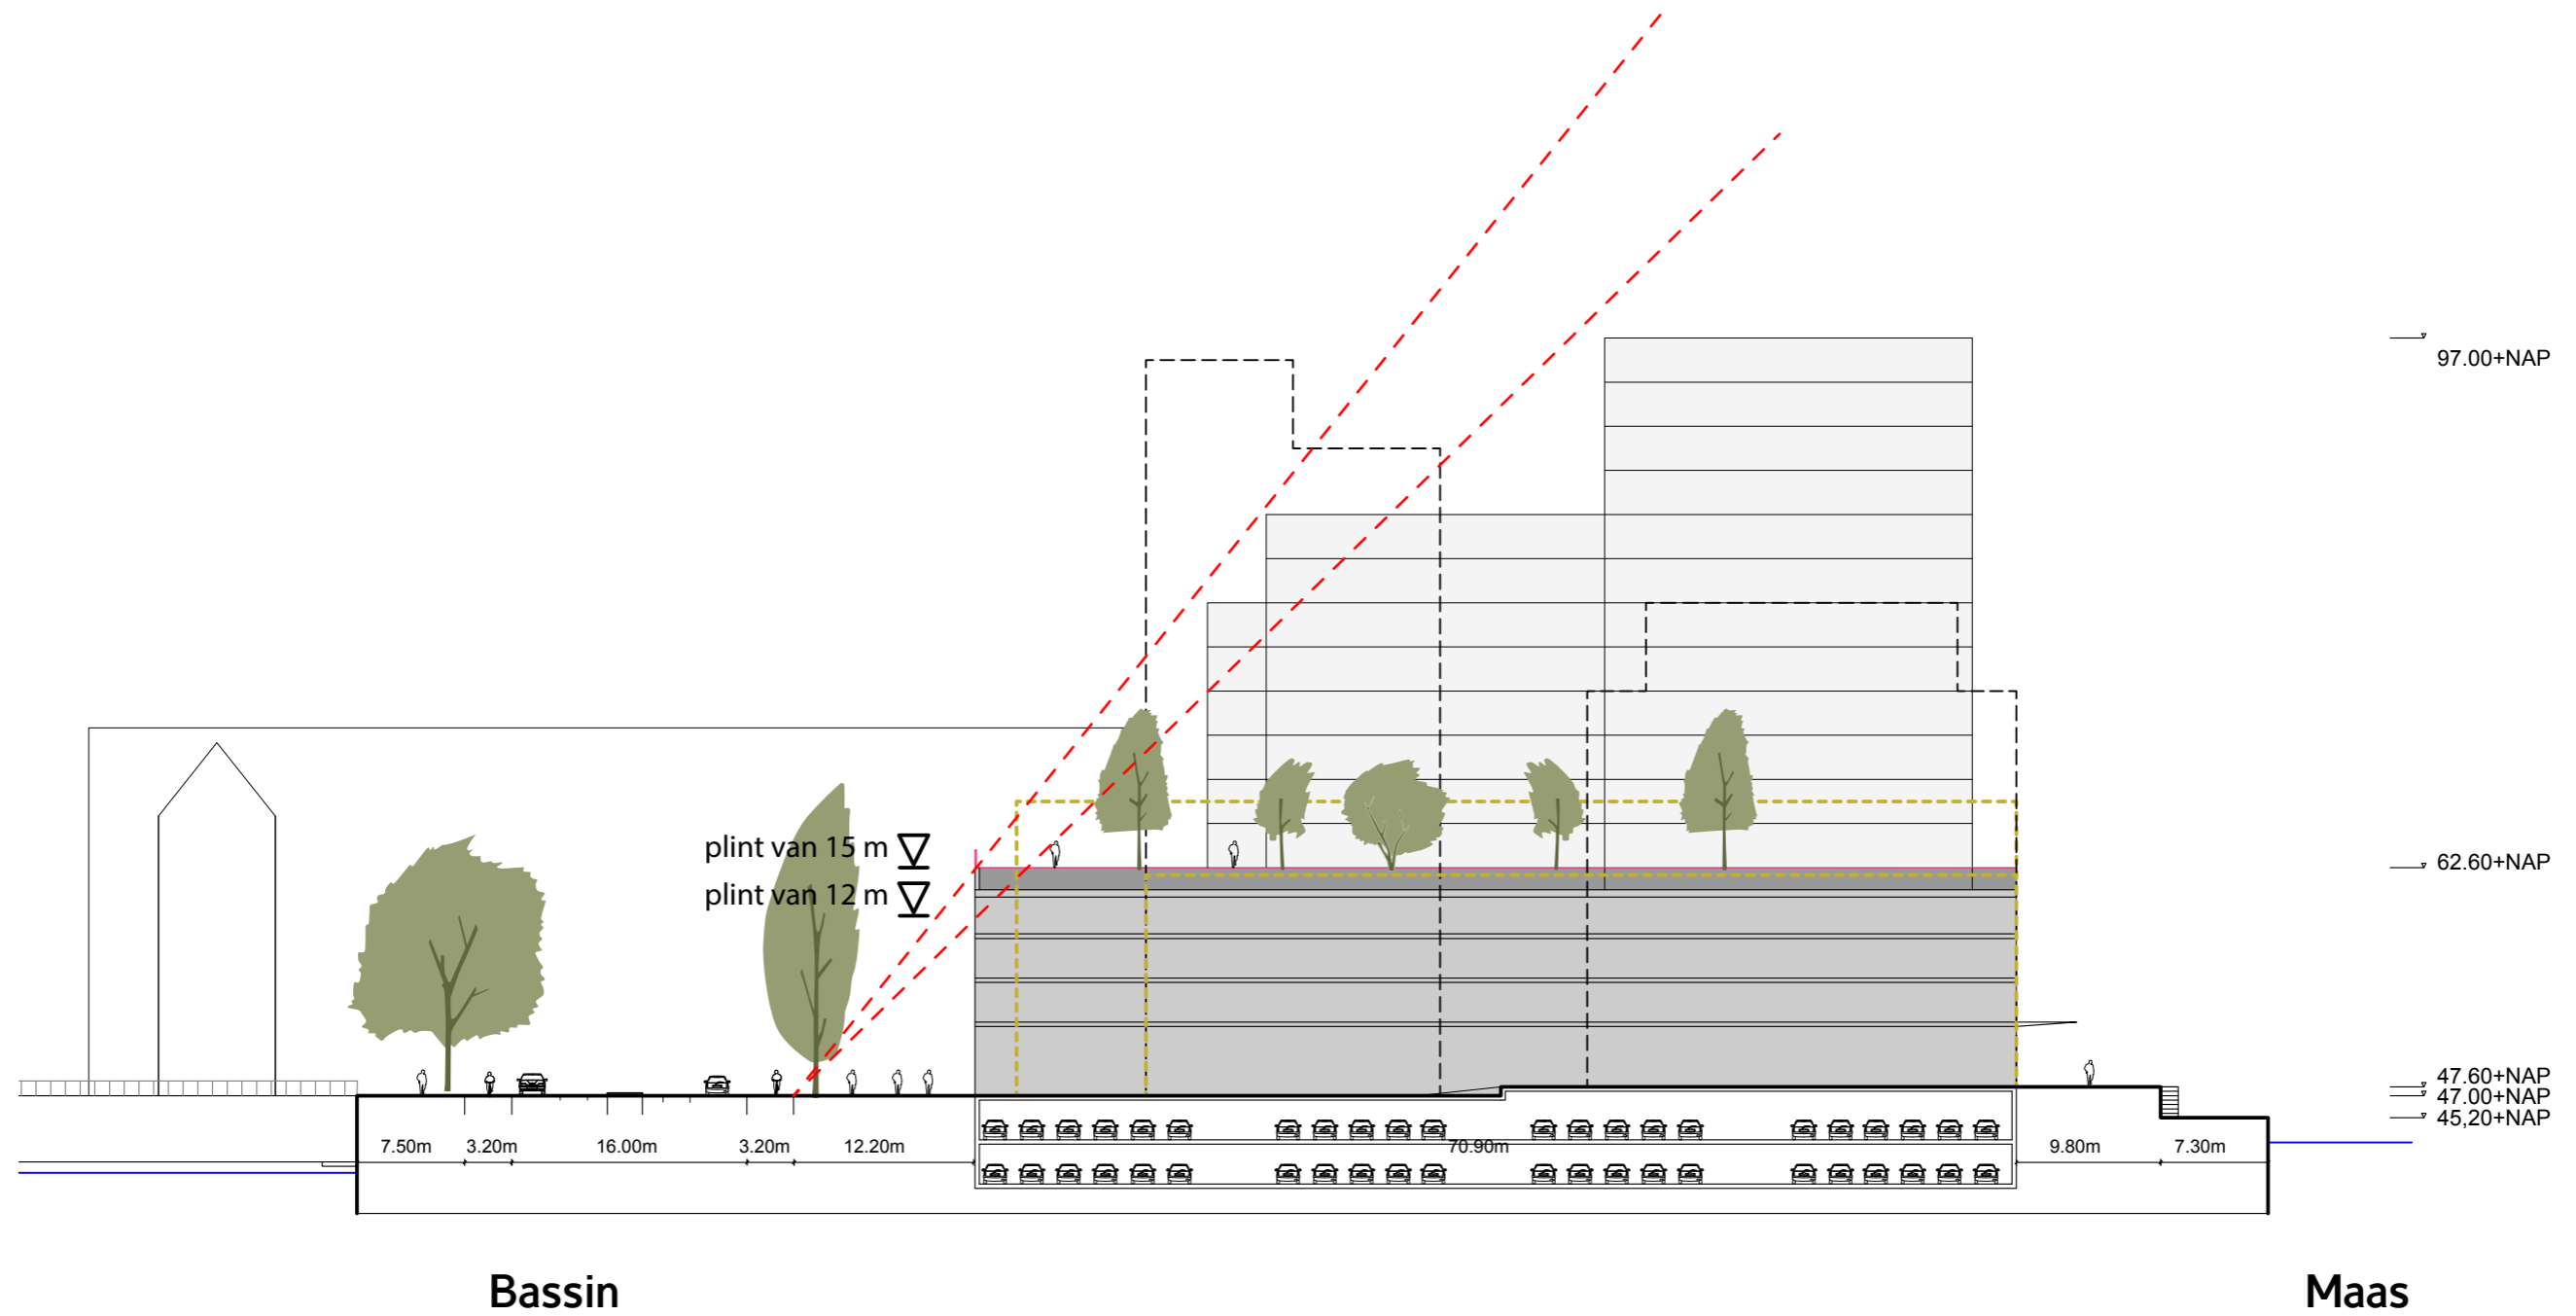 97.00+NAP
plint van 15 m
62.60+NAP
plint van 12 m
47.60+NAP
47.00+NAP
45,20+NAP
7.50m
3.20m
16.00m
3.20m
12.20m
70.90m
9.80m
7.30m
Bassin
Maas